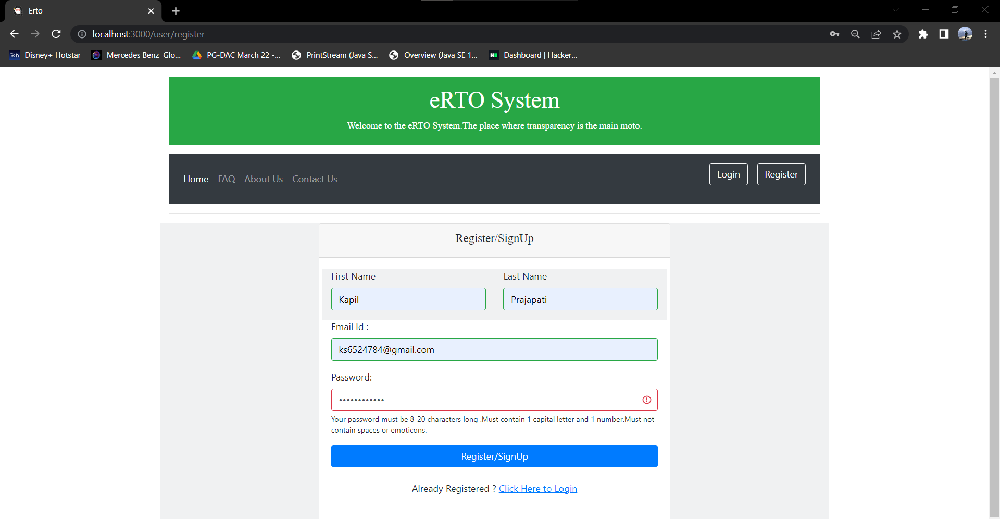 Erto
localhost:3000/user/register
Disney+ Hotstar Mercedes Benz Glo... PG-DAC March 22 -... PrintStream (Java S... Overview (Java SE 1... Dashboard | Hacker...
eRTO System
Welcome to the eRTO System.The place where transparency is the main moto.
Home FAQ About Us Contact Us Login Register
Register/SignUp
First Name Last Name
Kapil Prajapati
Email Id :
ks6524784@gmail.com
Password:
••••••••••••
Your password must be 8-20 characters long .Must contain 1 capital letter and 1 number.Must not
contain spaces or emoticons.
Register/SignUp
Already Registered ? Click Here to Login